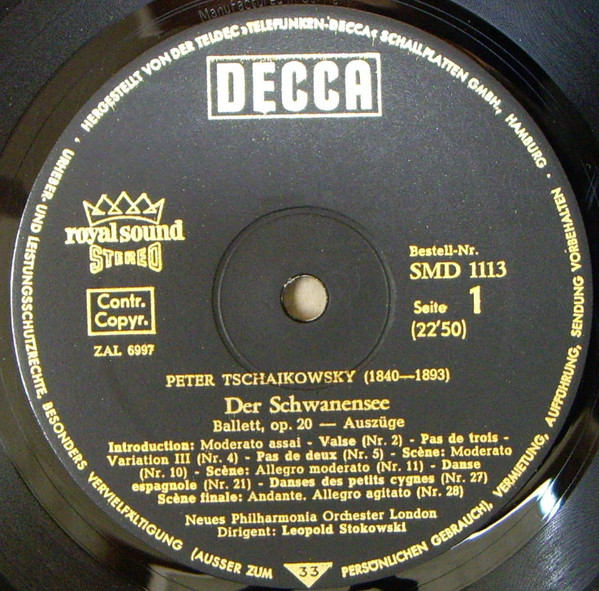 Manufactured
HERGESTELLT VON DER TELDEC »TELEFUNKEN-DECCA« SCHALLPLATTEN GMBH, HAMBURG ·
DECCA
royal sound
STEREO
Contr.
Copyr.
ZAL 6997
Bestell-Nr.
SMD 1113
Seite 1
(22'50)
PETER TSCHAIKOWSKY (1840—1893)
Der Schwanensee
Ballett, op. 20 — Auszüge
Introduction: Moderato assai - Valse (Nr. 2) - Pas de trois -
Variation III (Nr. 4) - Pas de deux (Nr. 5) - Scène: Moderato
(Nr. 10) - Scène: Allegro moderato (Nr. 11) - Danse
espagnole (Nr. 21) - Danses des petits cygnes (Nr. 27)
Scène finale: Andante. Allegro agitato (Nr. 28)
Neues Philharmonia Orchester London
Dirigent: Leopold Stokowski
URHEBER- UND LEISTUNGSSCHUTZRECHTE, BESONDERS VERVIELFÄLTIGUNG (AUSSER ZUM PERSÖNLICHEN GEBRAUCH), VERMIETUNG, AUFFÜHRUNG, SENDUNG VORBEHALTEN ·
33